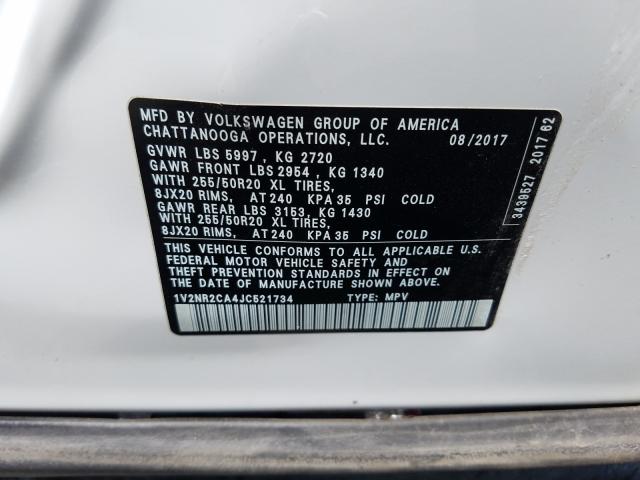 MFD BY VOLKSWAGEN GROUP OF AMERICA
CHATTANOOGA OPERATIONS, LLC. 08/2017
GVWR LBS 5997 , KG 2720
GAWR FRONT LBS 2954 , KG 1340
WITH 255/50R20 XL TIRES,
8JX20 RIMS, AT 240 KPA 35 PSI COLD
GAWR REAR LBS 3153, KG 1430
WITH 255/50R20 XL TIRES,
8JX20 RIMS, AT 240 KPA 35 PSI COLD
THIS VEHICLE CONFORMS TO ALL APPLICABLE U.S.
FEDERAL MOTOR VEHICLE SAFETY AND
THEFT PREVENTION STANDARDS IN EFFECT
ON THE DATE OF MANUFACTURE SHOWN ABOVE.
1V2NR2CA4JC521734 TYPE: MPV
3439527 2017 62